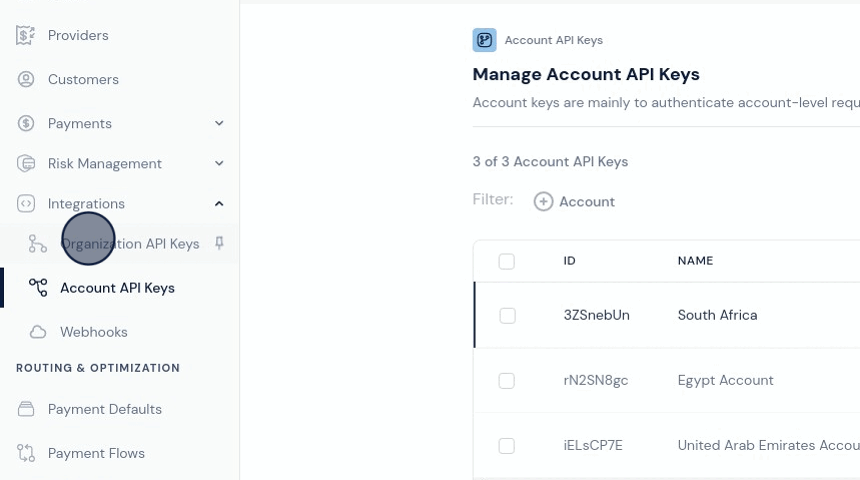 Providers
Customers
Payments
Risk Management
Integrations
Organization API Keys
Account API Keys
Webhooks
ROUTING & OPTIMIZATION
Payment Defaults
Payment Flows
Account API Keys
Manage Account API Keys
Account keys are mainly to authenticate account-level requ
3 of 3 Account API Keys
Filter: Account
ID NAME
3ZSnebUn South Africa
rN2SN8gc Egypt Account
iELsCP7E United Arab Emirates Accou